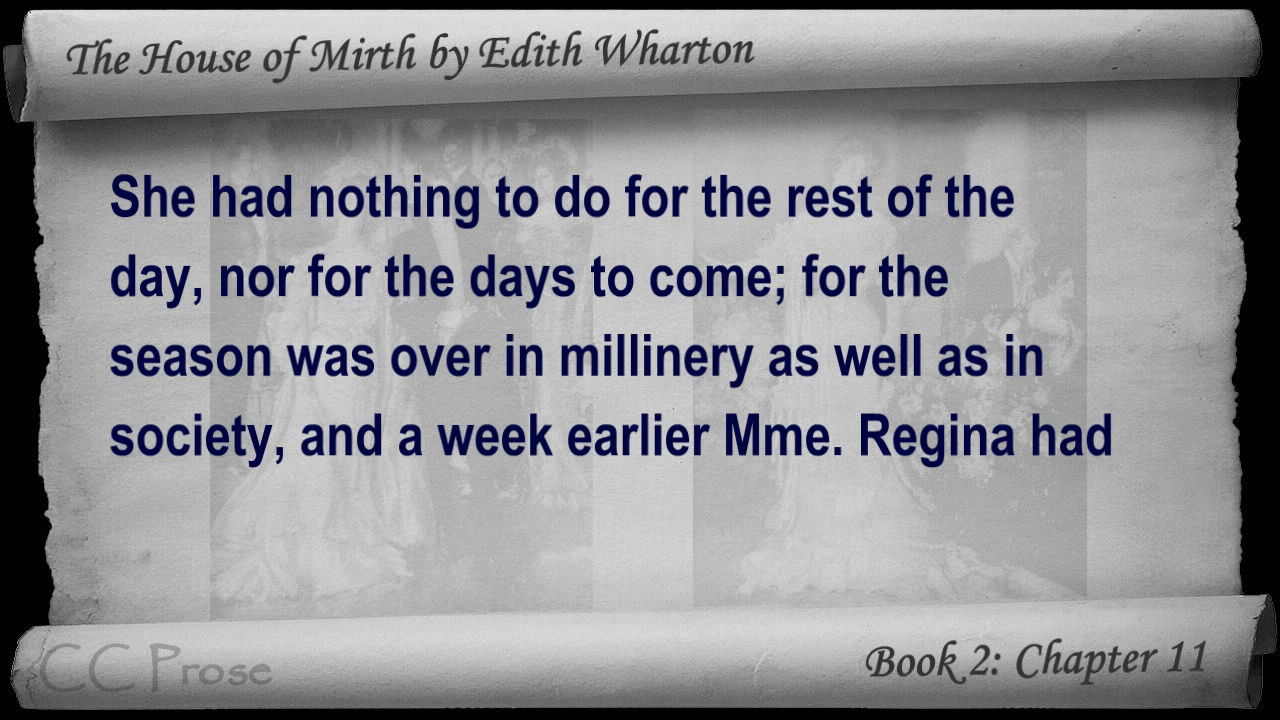 The House of Mirth by Edith Wharton
She had nothing to do for the rest of the
day, nor for the days to come; for the
season was over in millinery as well as in
society, and a week earlier Mme. Regina had
CC Prose
Book 2: Chapter 11